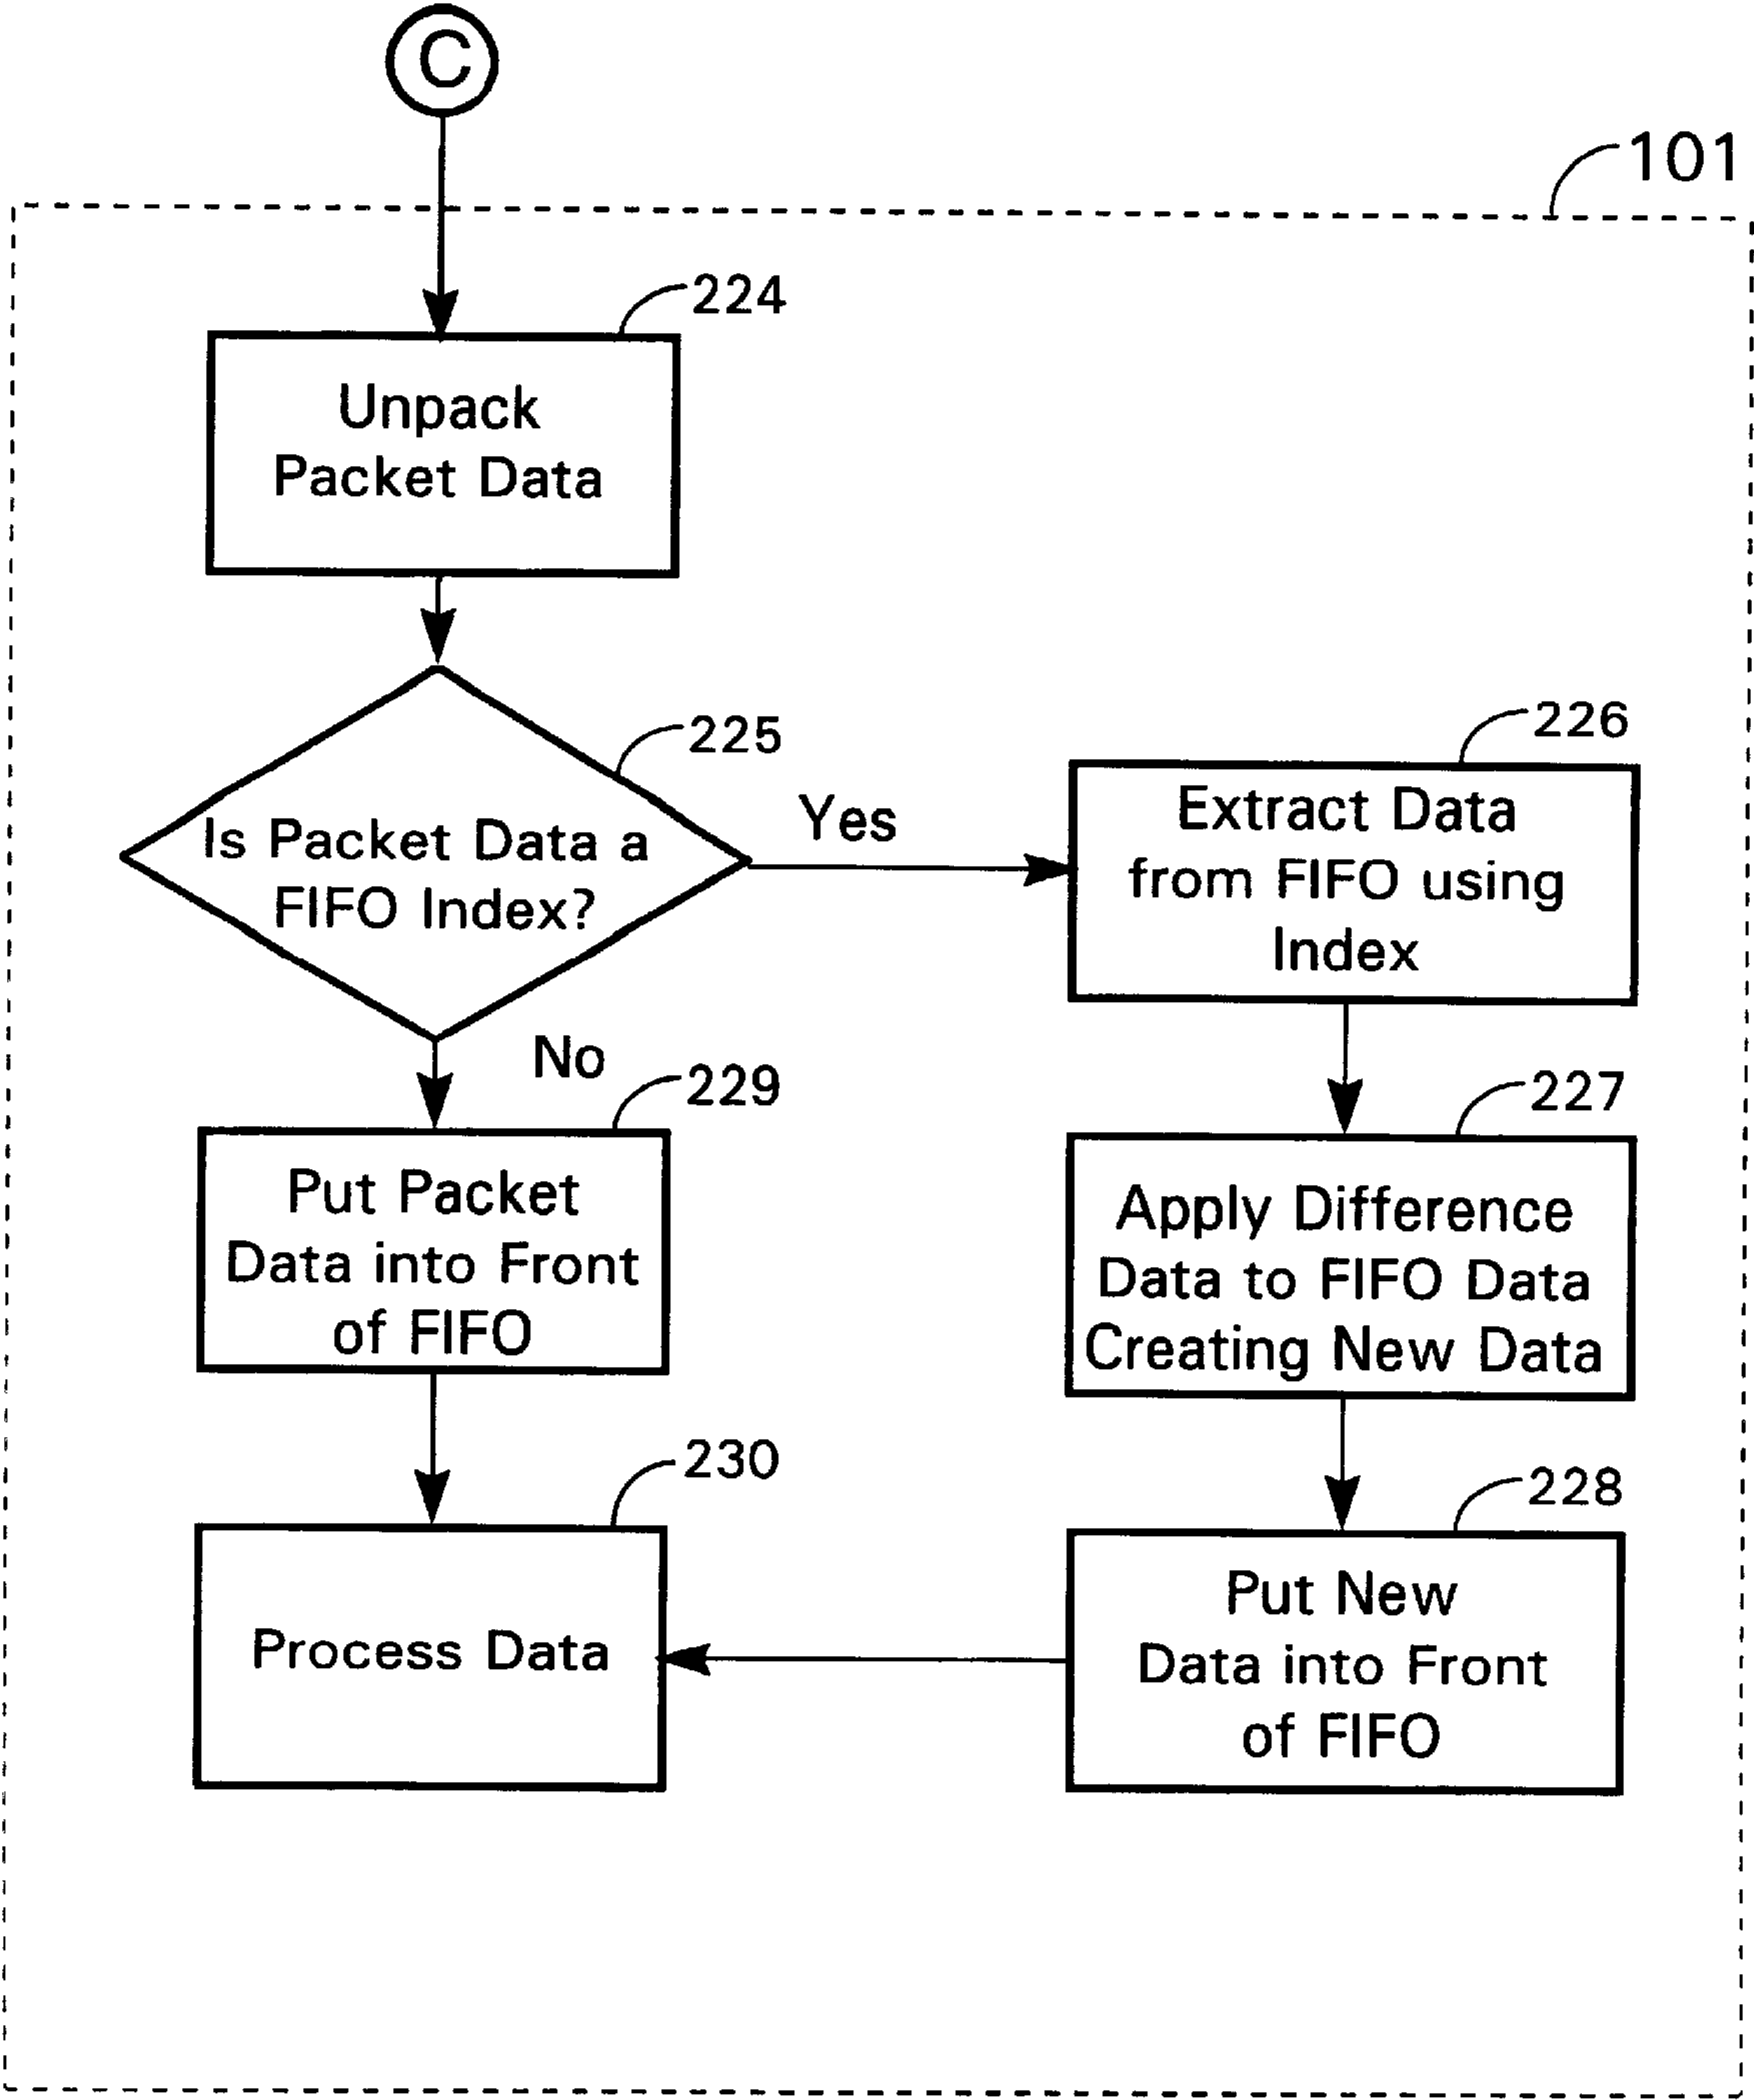 C
101
224
Unpack
Packet Data
225
Is Packet Data a
FIFO Index?
Yes
226
Extract Data
from FIFO using
Index
No
229
Put Packet
Data into Front
of FIFO
227
Apply Difference
Data to FIFO Data
Creating New Data
230
Process Data
228
Put New
Data into Front
of FIFO